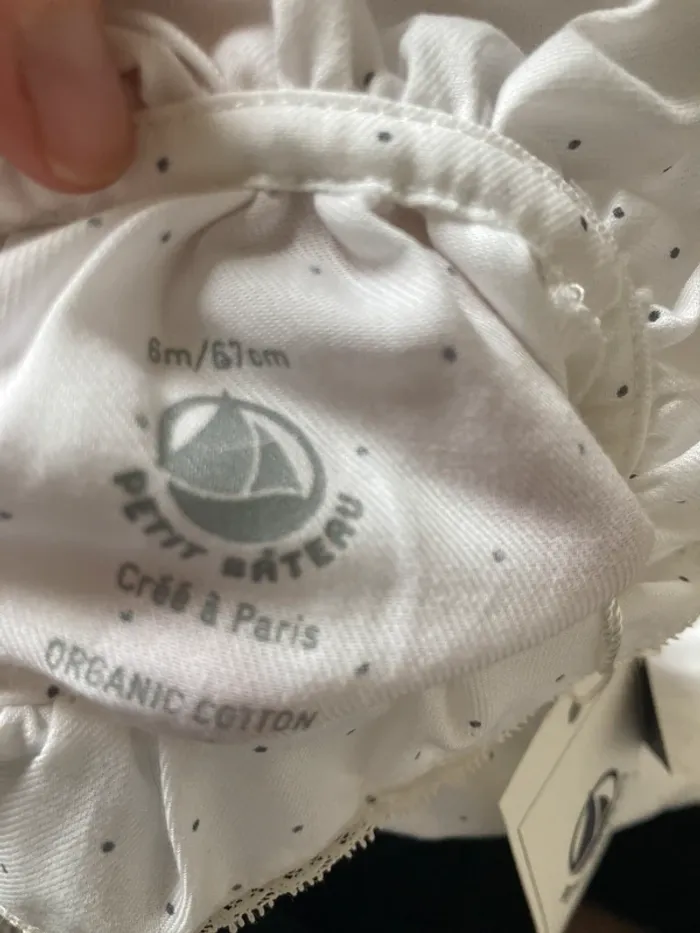 6m/67cm
PETIT BATEAU
Créé à Paris
ORGANIC COTTON